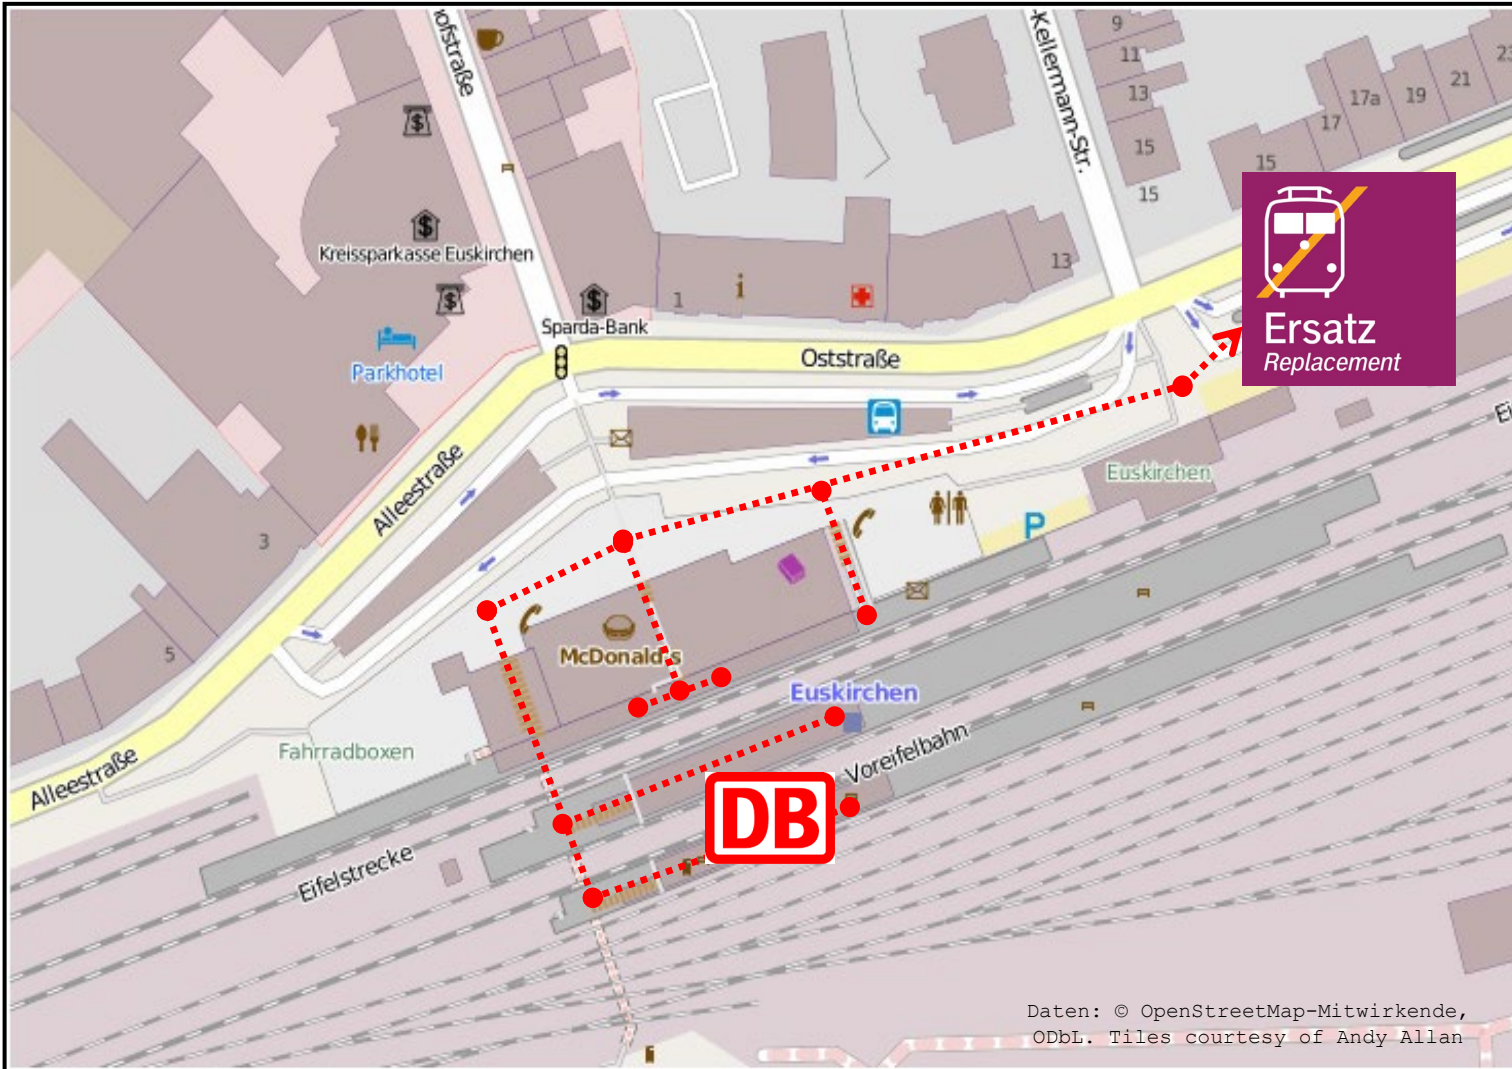 hofstraße
-Kellermann-Str.
9
11
13
15
15
17
17a
19
21
23
15
Kreissparkasse Euskirchen
1
13
Sparda-Bank
Parkhotel
Oststraße
Ersatz
Replacement
Alleestraße
3
5
Euskirchen
P
McDonald's
Euskirchen
Fahrradboxen
Voreifelbahn
Alleestraße
DB
Eifelstrecke
Daten: © OpenStreetMap-Mitwirkende,
ODbL. Tiles courtesy of Andy Allan